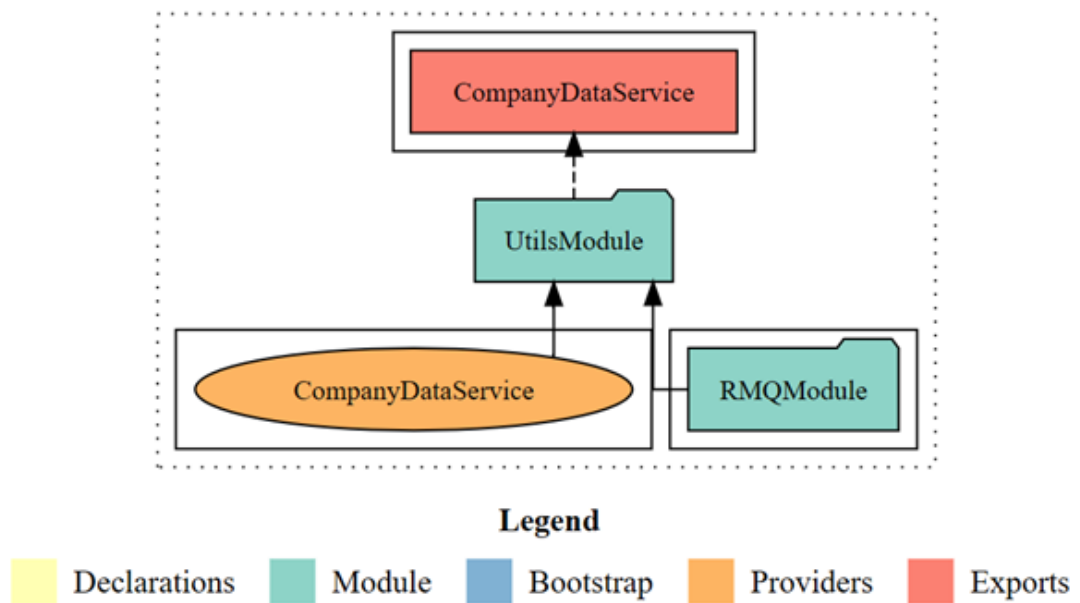 CompanyDataService
UtilsModule
CompanyDataService
RMQModule
Legend
Declarations Module Bootstrap Providers Exports